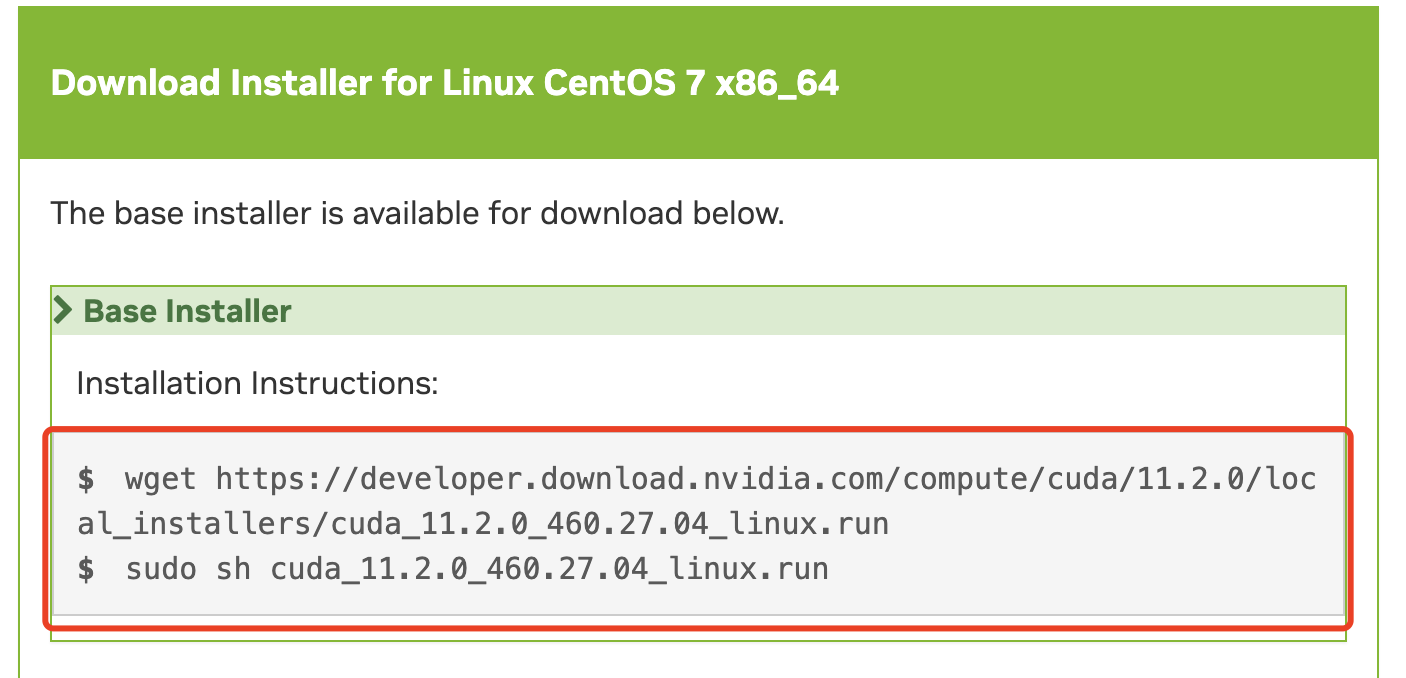 Download Installer for Linux CentOS 7 x86_64
The base installer is available for download below.
Base Installer
Installation Instructions:
$ wget https://developer.download.nvidia.com/compute/cuda/11.2.0/loc
al_installers/cuda_11.2.0_460.27.04_linux.run
$ sudo sh cuda_11.2.0_460.27.04_linux.run